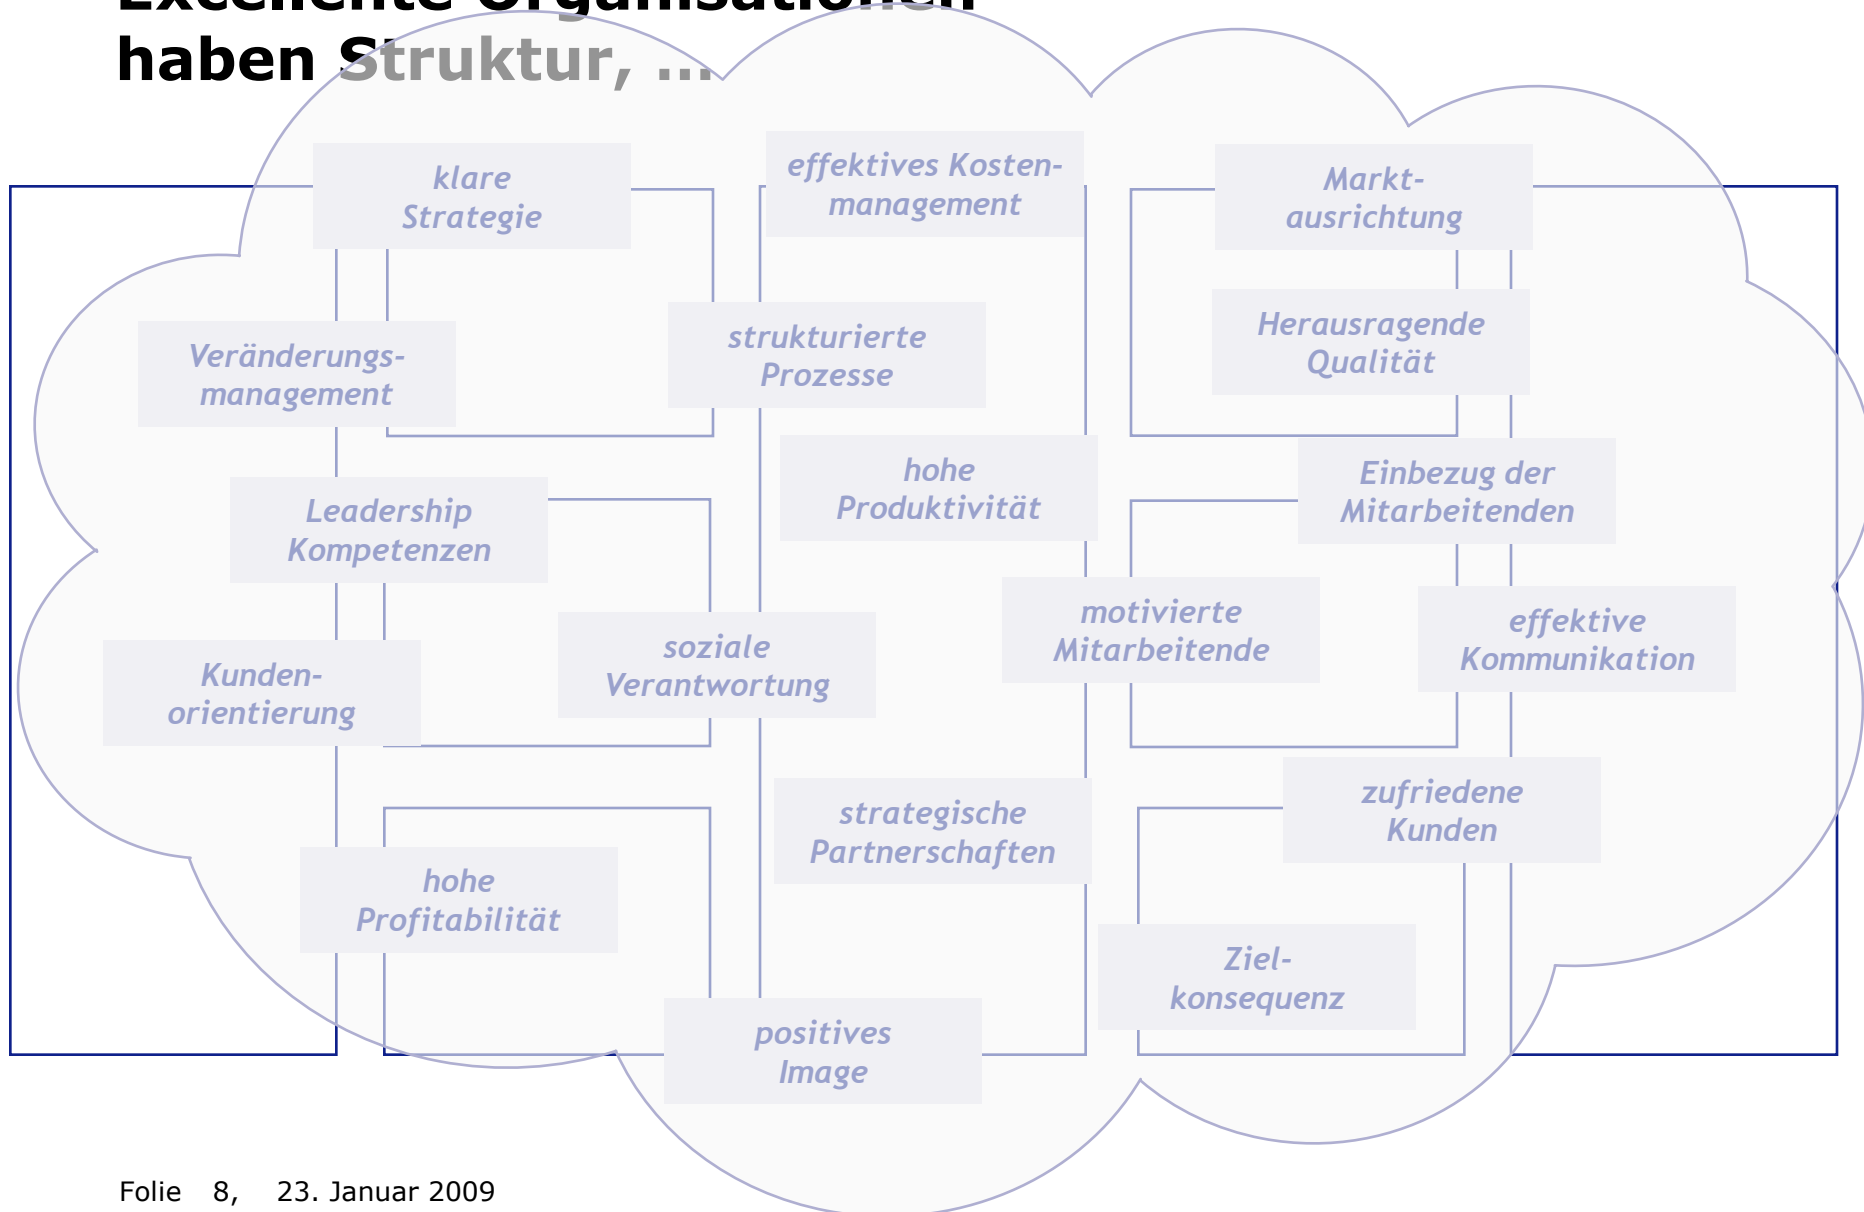 Excellente Organisationen
haben Struktur, ...
klare
Strategie
effektives Kosten-
management
Markt-
ausrichtung
Veränderungs-
management
strukturierte
Prozesse
Herausragende
Qualität
Leadership
Kompetenzen
hohe
Produktivität
Einbezug der
Mitarbeitenden
Kunden-
orientierung
soziale
Verantwortung
motivierte
Mitarbeitende
effektive
Kommunikation
hohe
Profitabilität
strategische
Partnerschaften
zufriedene
Kunden
positives
Image
Ziel-
konsequenz
Folie 8, 23. Januar 2009